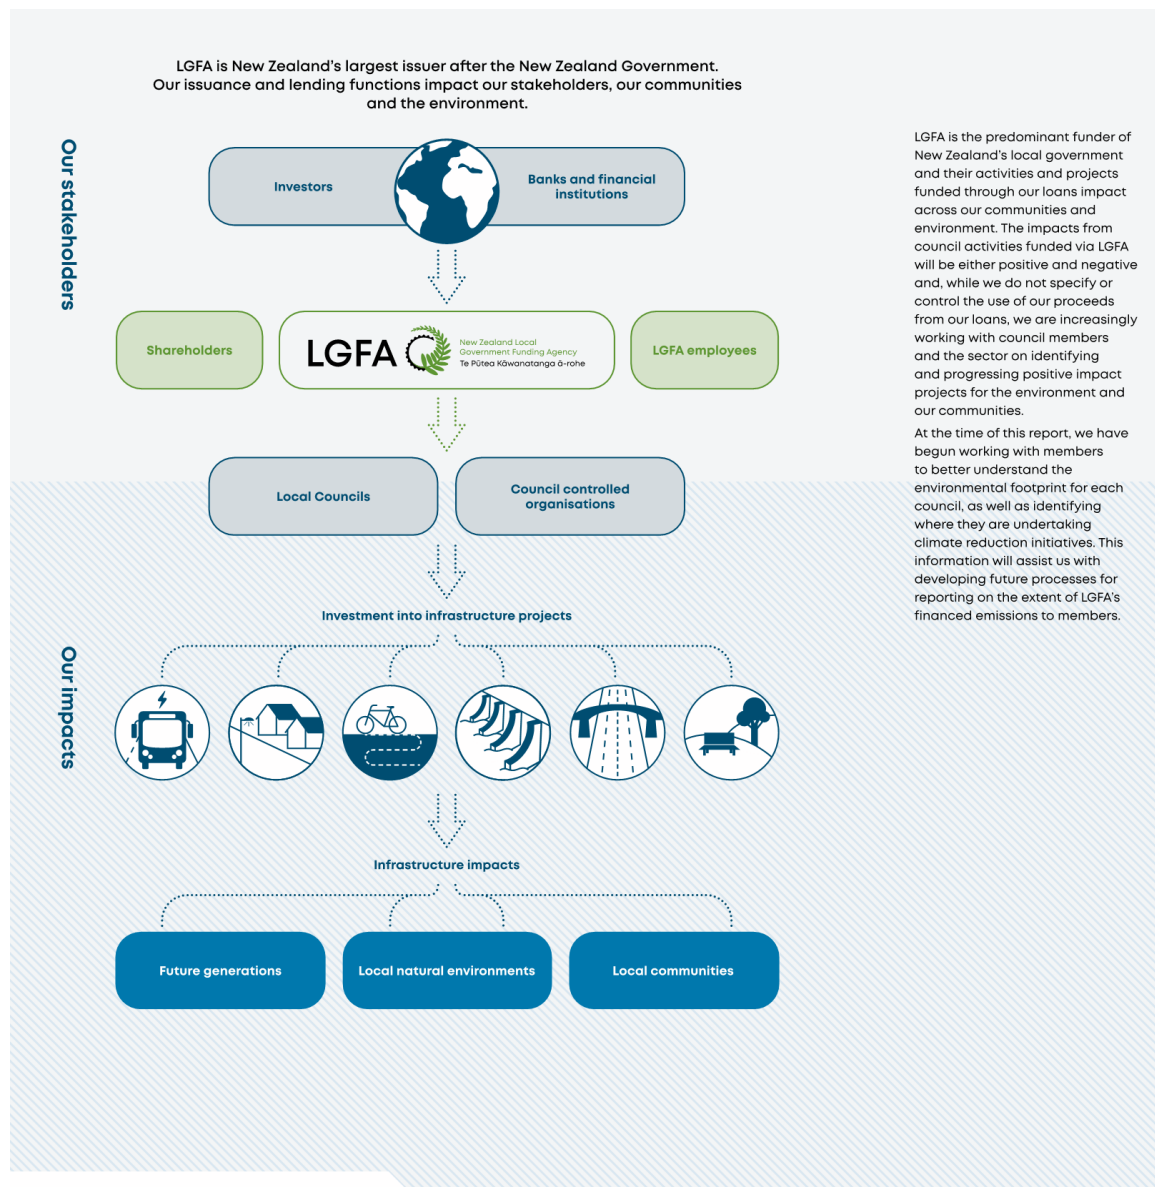 LGFA is New Zealand's largest issuer after the New Zealand Government.
Our issuance and lending functions impact our stakeholders, our communities
and the environment.
Our stakeholders
Investors
Banks and financial
institutions
Shareholders
LGFA
New Zealand Local
Government Funding Agency
Te Pūtea Kāwanatanga ā-rohe
LGFA employees
Local Councils
Council controlled
organisations
Our impacts
Investment into infrastructure projects
Infrastructure impacts
Future generations
Local natural environments
Local communities
LGFA is the predominant funder of
New Zealand's local government
and their activities and projects
funded through our loans impact
across our communities and
environment. The impacts from
council activities funded via LGFA
will be either positive and negative
and, while we do not specify or
control the use of our proceeds
from our loans, we are increasingly
working with council members
and the sector on identifying
and progressing positive impact
projects for the environment and
our communities.
At the time of this report, we have
begun working with members
to better understand the
environmental footprint for each
council, as well as identifying
where they are undertaking
climate reduction initiatives. This
information will assist us with
developing future processes for
reporting on the extent of LGFA's
financed emissions to members.